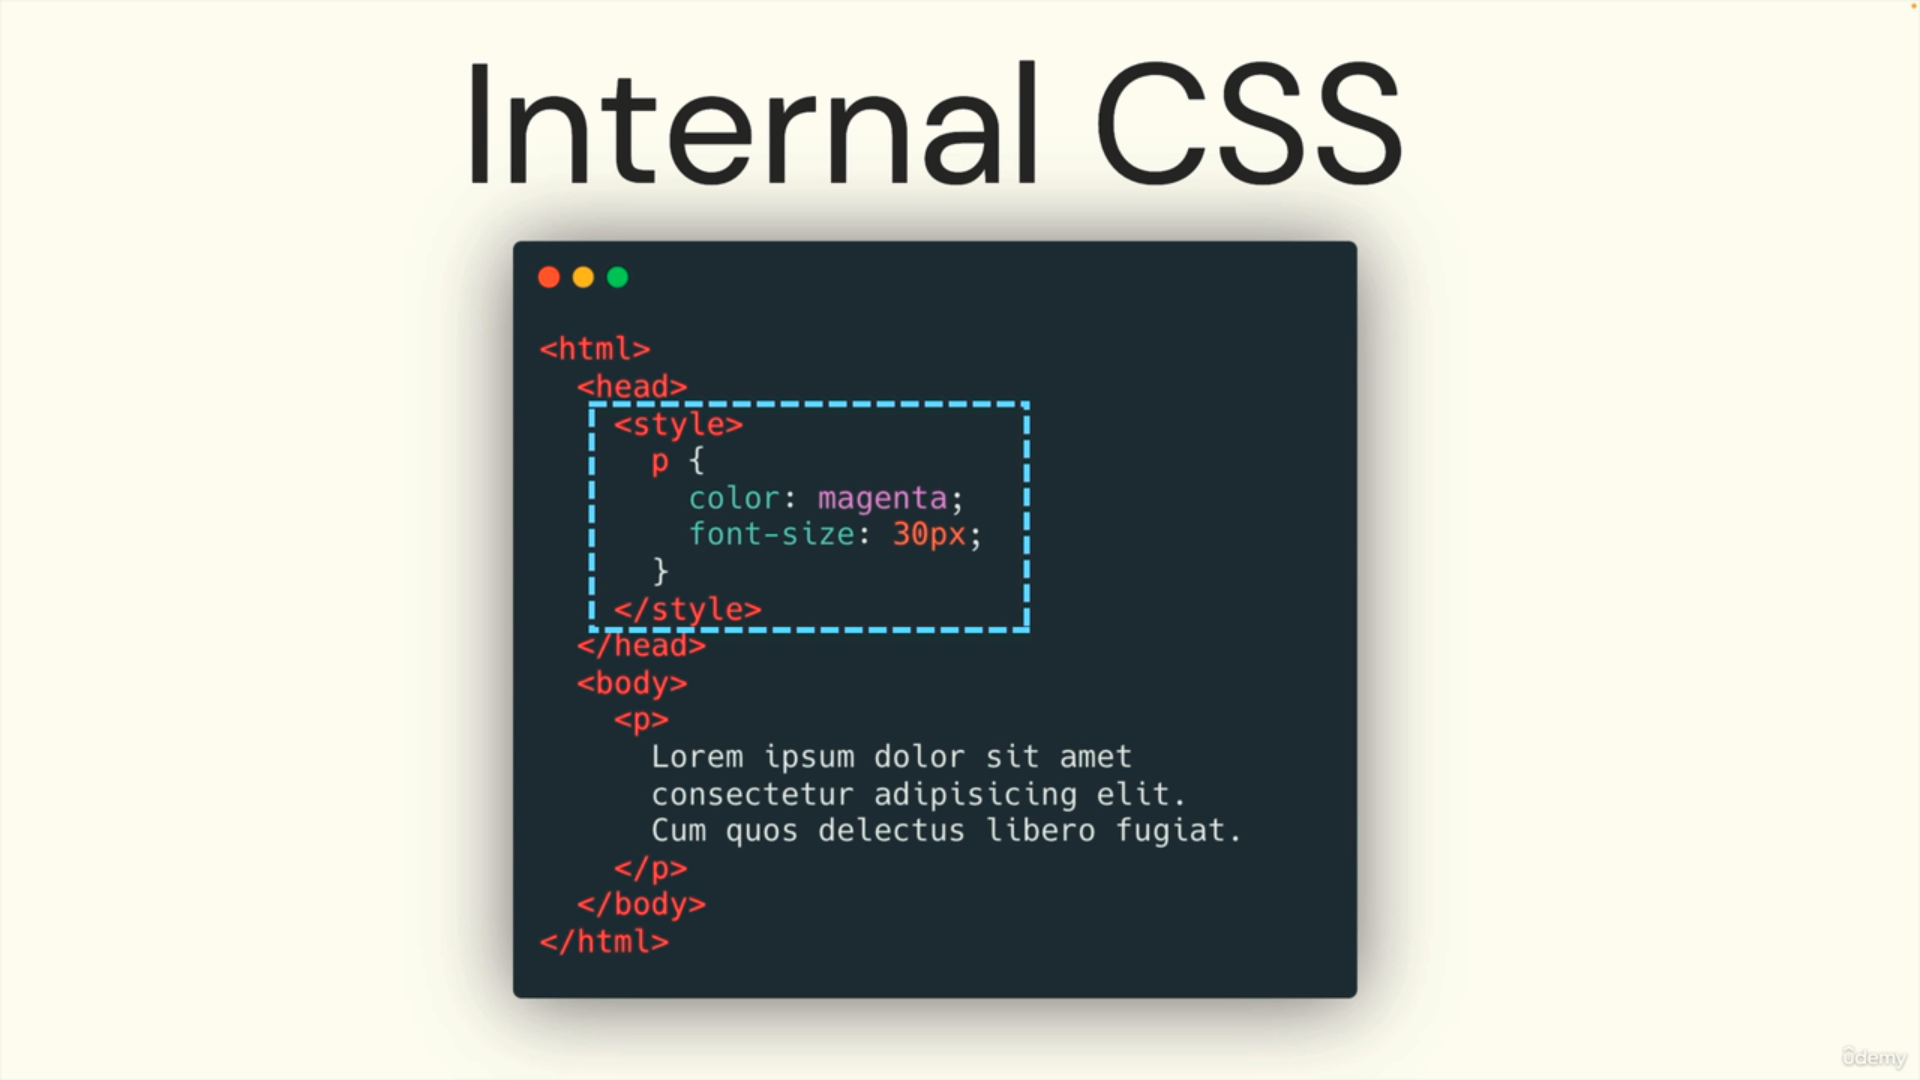 Internal CSS
<html>
<head>
<style>
p {
color: magenta;
font-size: 30px;
}
</style>
</head>
<body>
<p>
Lorem ipsum dolor sit amet
consectetur adipisicing elit.
Cum quos delectus libero fugiat.
</p>
</body>
</html>
ûdemy